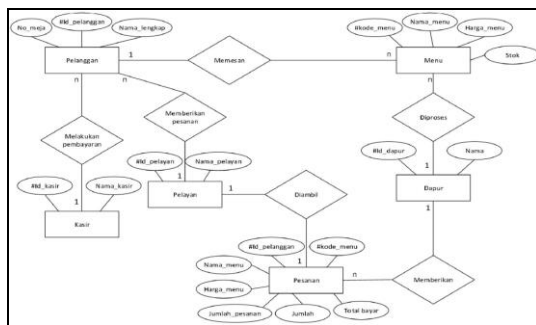 #Id_pelanggan
No_meja
Nama_lengkap
Pelanggan
1
n
n
Memesan
n
#kode_menu
Nama_menu
Harga_menu
Stok
Menu
n
Melakukan
pembayaran
Memberikan
pesanan
Diproses
#Id_pelayan
Nama_pelayan
#Id_dapur
Nama
1
Pelayan
1
Diambil
1
Dapur
1
#Id_kasir
Nama_kasir
1
Kasir
#Id_pelanggan
#kode_menu
1
Nama_menu
Pesanan
n
Memberikan
Harga_menu
Jumlah_pesanan
Jumlah
Total bayar